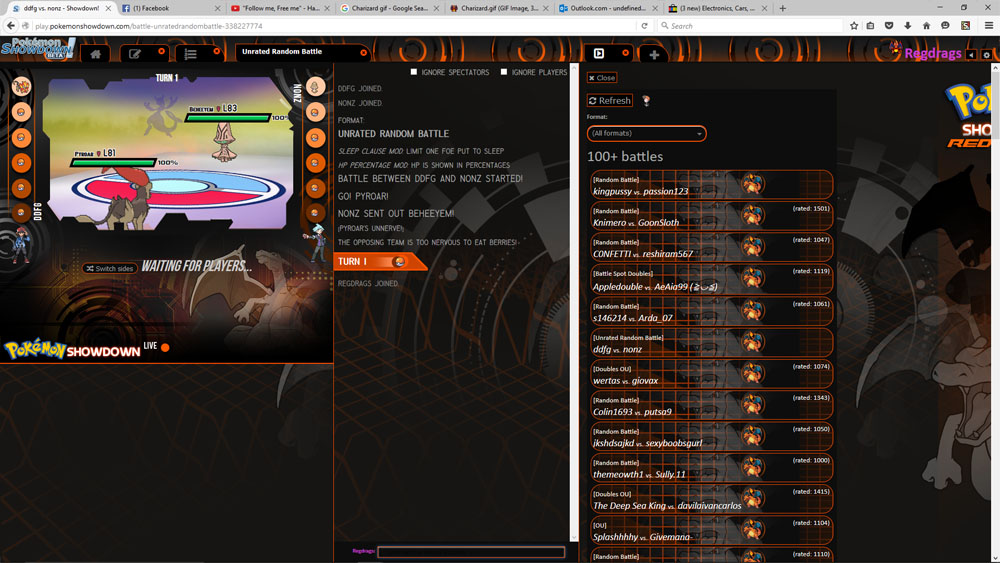 ddfg vs. nonz - Showdown!
(1) Facebook
"Follow me, Free me" - Ha...
Charizard gif - Google Sea...
Charizard.gif (GIF Image, 3...
Outlook.com - undefined...
(3 new) Electronics, Cars, ...
play.pokemonshowdown.com/battle-unratedrandombattle-338227774
Search
Pokémon
SHOWDOWN!
BETA
Unrated Random Battle
Regdrags
TURN 1
NONZ
Beheeyem L83
100%
Pyroar L81
100%
DDFG
Switch sides
WAITING FOR PLAYERS...
POKÉMON SHOWDOWN
LIVE
IGNORE SPECTATORS
IGNORE PLAYERS
DDFG JOINED.
NONZ JOINED.
FORMAT:
UNRATED RANDOM BATTLE
SLEEP CLAUSE MOD: LIMIT ONE FOE PUT TO SLEEP
HP PERCENTAGE MOD: HP IS SHOWN IN PERCENTAGES
BATTLE BETWEEN DDFG AND NONZ STARTED!
GO! PYROAR!
NONZ SENT OUT BEHEEYEM!
[PYROAR'S UNNERVE!]
THE OPPOSING TEAM IS TOO NERVOUS TO EAT BERRIES!
TURN 1
REGDRAGS JOINED.
Regdrags:
Close
Refresh
Format:
(All formats)
100+ battles
[Random Battle]
kingpussy vs. passion123
[Random Battle] (rated: 1501)
Knimero vs. GoonSloth
[Random Battle] (rated: 1047)
CONFETTI vs. reshiram567
[Battle Spot Doubles] (rated: 1119)
Appledouble vs. AeAia99 (≧ب≦)
[Random Battle] (rated: 1061)
s146214 vs. Arda_07
[Unrated Random Battle]
ddfg vs. nonz
[Doubles OU] (rated: 1074)
wertas vs. giovax
[Random Battle] (rated: 1343)
Colin1693 vs. putsa9
[Random Battle] (rated: 1050)
jkshdsajkd vs. sexyboobsgurl
[Random Battle] (rated: 1000)
themeowth1 vs. Sully.11
[Doubles OU] (rated: 1415)
The Deep Sea King vs. davilaivancarlos
[OU] (rated: 1104)
Splashhhhy vs. Givemana-
[Random Battle] (rated: 1110)